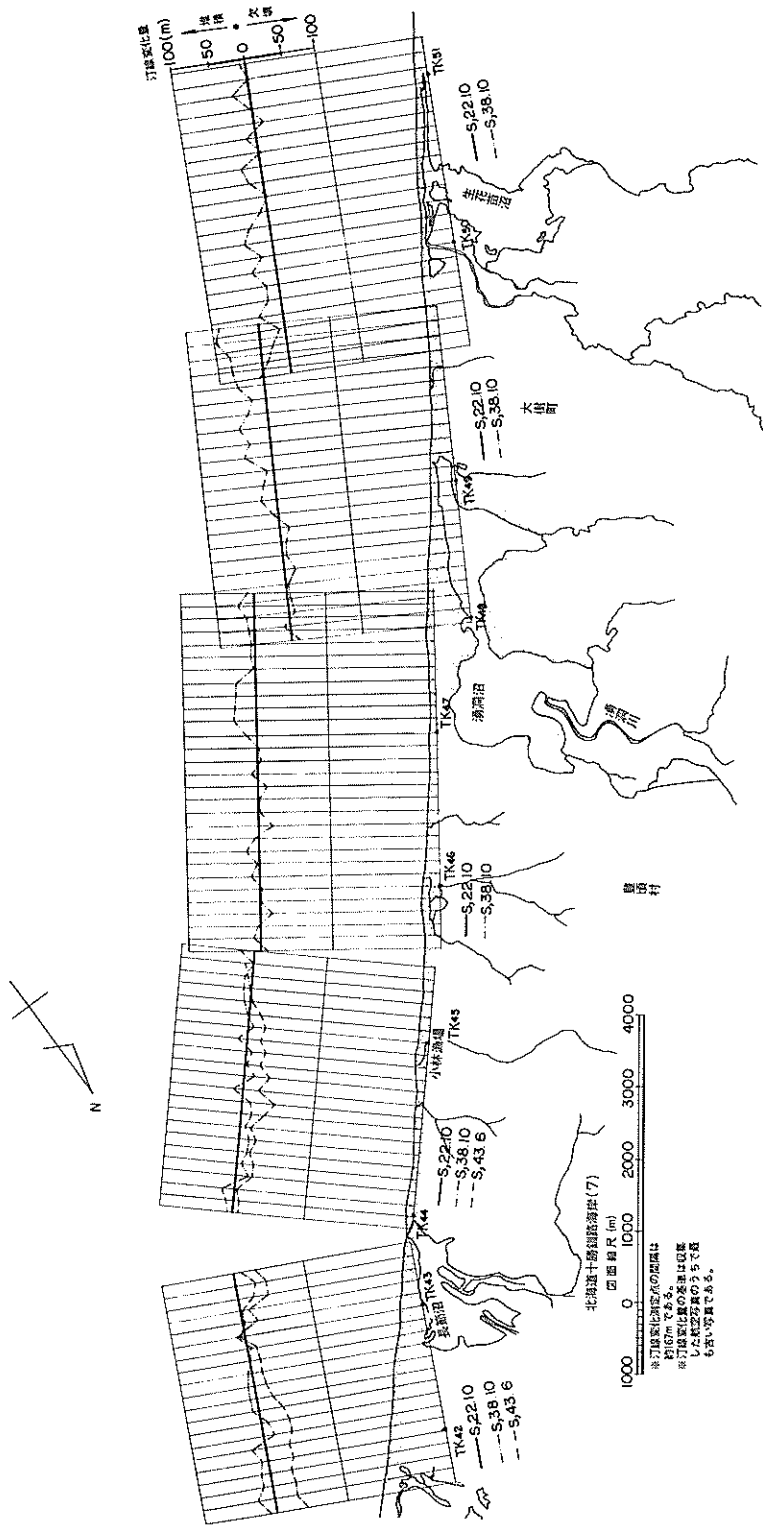 汀線変化量
100(m)
50
0
-50
-100
堆積
欠壊
N
TK51
S,22.10
S,38.10
生花苗沼
TK50
S,22.10
S,38.10
大樹町
TK49
TK48
湧洞沼
湧洞川
TK47
TK46
S,22.10
S,38.10
豊頃村
TK45
小林漁場
S,22.10
S,38.10
S,43.6
TK44
TK43
長節沼
TK42
S,22.10
S,38.10
S,43.6
北海道十勝釧路海岸(7)
図面縮尺(m)
1000 0 1000 2000 3000 4000
※汀線変化測定点の間隔は
約167mである。
※汀線変化量の基準は収集
した航空写真のうちで最
も古い写真である。